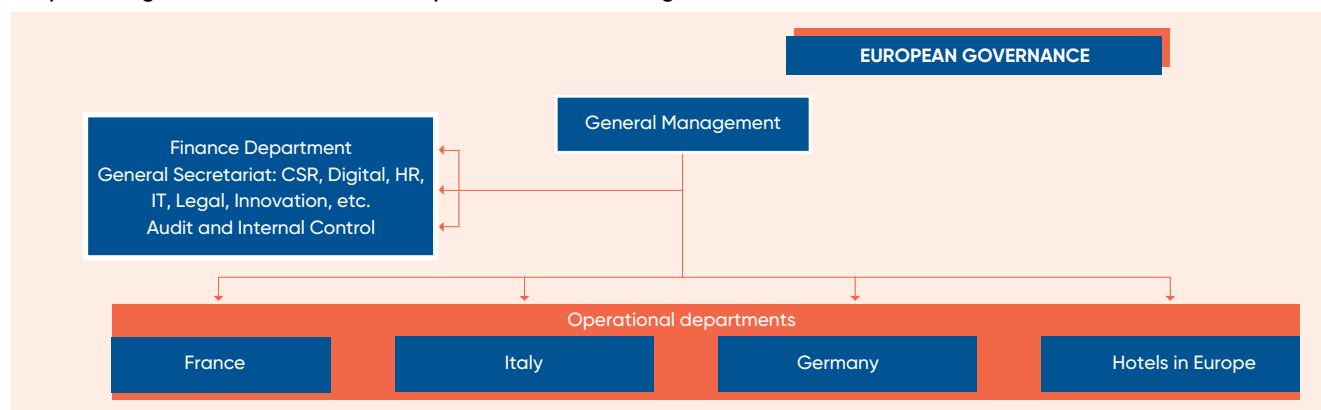 EUROPEAN GOVERNANCE
General Management
Finance Department
General Secretariat: CSR, Digital, HR,
IT, Legal, Innovation, etc.
Audit and Internal Control
Operational departments
France
Italy
Germany
Hotels in Europe